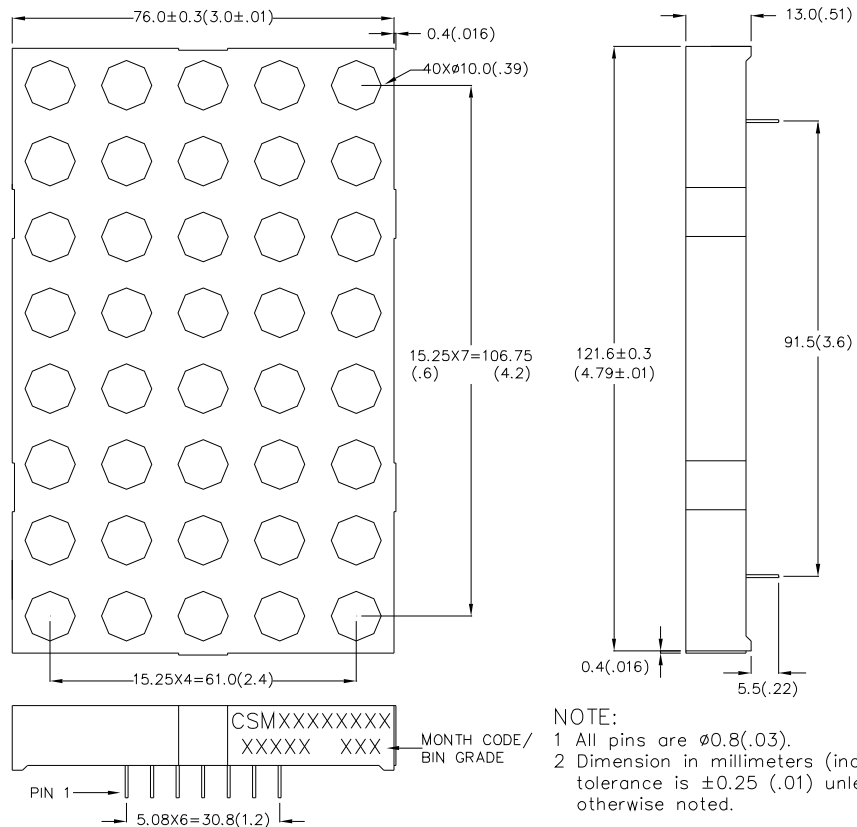 76.0±0.3(3.0±.01)
0.4(.016)
40Xø10.0(.39)
13.0(.51)
15.25X7=106.75
(.6) (4.2)
121.6±0.3
(4.79±.01)
91.5(3.6)
15.25X4=61.0(2.4)
0.4(.016)
5.5(.22)
CSMXXXXXXXX
XXXXX XXX
MONTH CODE/
BIN GRADE
PIN 1
5.08X6=30.8(1.2)
NOTE:
1 All pins are ø0.8(.03).
2 Dimension in millimeters (inc
tolerance is ±0.25 (.01) unle
otherwise noted.